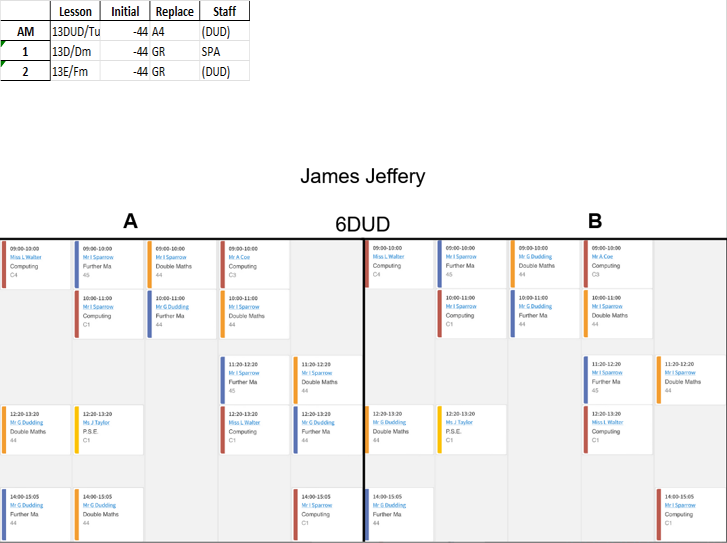 Lesson Initial Replace Staff
AM 13DUD/Tu -44 A4 (DUD)
1 13D/Dm -44 GR SPA
2 13E/Fm -44 GR (DUD)
James Jeffery
A 6DUD B
09:00-10:00 09:00-10:00 09:00-10:00 09:00-10:00 09:00-10:00 09:00-10:00 09:00-10:00 09:00-10:00
Miss L Walter Mr I Sparrow Mr I Sparrow Mr A Coe Miss L Walter Mr I Sparrow Mr G Dudding Mr A Coe
Computing Further Ma Double Maths Computing Computing Further Ma Double Maths Computing
C4 45 44 C3 C4 45 44 C3
10:00-11:00 10:00-11:00 10:00-11:00 10:00-11:00 10:00-11:00 10:00-11:00
Mr I Sparrow Mr G Dudding Mr I Sparrow Mr I Sparrow Mr G Dudding Mr I Sparrow
Computing Further Ma Double Maths Computing Further Ma Double Maths
C1 44 44 C1 44 44
11:20-12:20 11:20-12:20 11:20-12:20 11:20-12:20
Mr I Sparrow Mr I Sparrow Mr I Sparrow Mr I Sparrow
Further Ma Double Maths Further Ma Double Maths
45 44 45 44
12:20-13:20 12:20-13:20 12:20-13:20 12:20-13:20 12:20-13:20 12:20-13:20 12:20-13:20
Mr G Dudding Ms J Taylor Miss L Walter Mr G Dudding Mr G Dudding Ms J Taylor Miss L Walter
Double Maths P.S.E. Computing Further Ma Double Maths P.S.E. Computing
44 C1 C1 44 44 C1 C1
14:00-15:05 14:00-15:05 14:00-15:05 14:00-15:05 14:00-15:05
Mr G Dudding Mr G Dudding Mr I Sparrow Mr G Dudding Mr I Sparrow
Further Ma Double Maths Computing Further Ma Computing
44 44 C1 44 C1